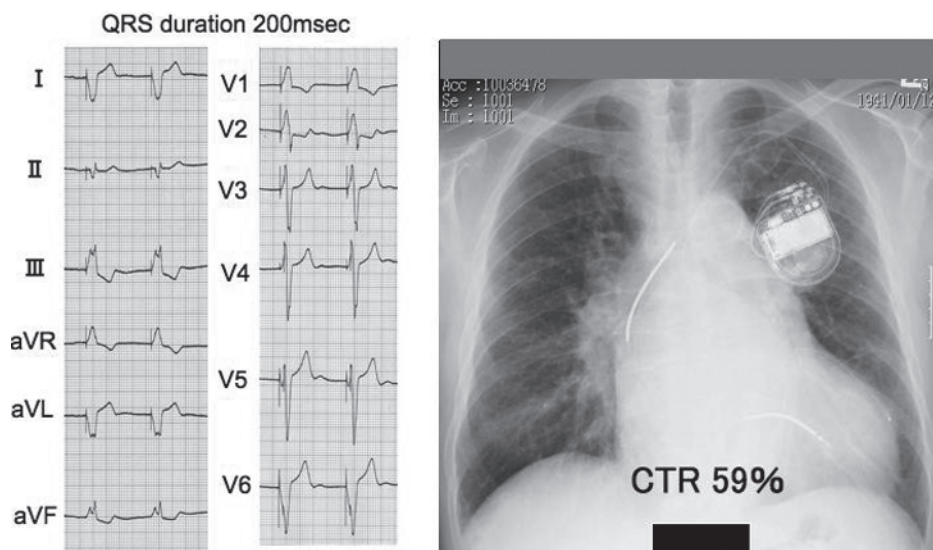 QRS duration 200msec
I
II
III
aVR
aVL
aVF
V1
V2
V3
V4
V5
V6
Acc :10036478
Se : 1001
Im : 1001
1941/01/12
CTR 59%